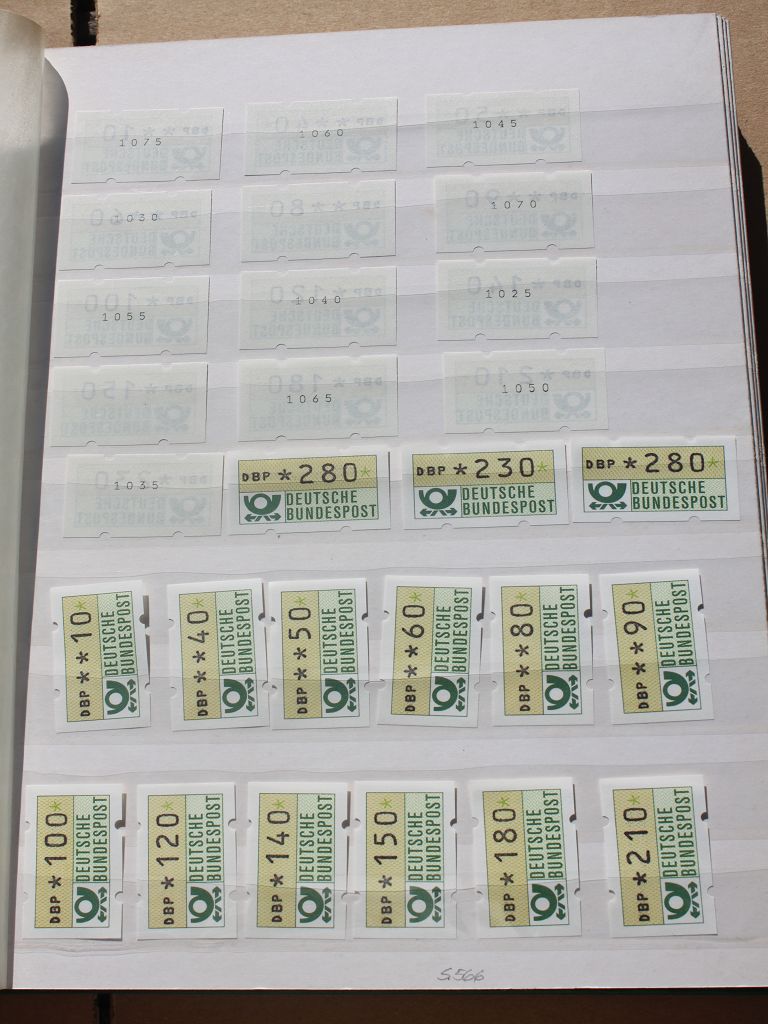 1075
1060
1045
1030
1070
1055
1040
1025
1065
1050
1035
DBP *280*
DEUTSCHE
BUNDESPOST
DBP *230*
DEUTSCHE
BUNDESPOST
DBP *280*
DEUTSCHE
BUNDESPOST
DBP **10*
DEUTSCHE
BUNDESPOST
DBP **40*
DEUTSCHE
BUNDESPOST
DBP **50*
DEUTSCHE
BUNDESPOST
DBP **60*
DEUTSCHE
BUNDESPOST
DBP **80*
DEUTSCHE
BUNDESPOST
DBP **90*
DEUTSCHE
BUNDESPOST
DBP *100*
DEUTSCHE
BUNDESPOST
DBP *120*
DEUTSCHE
BUNDESPOST
DBP *140*
DEUTSCHE
BUNDESPOST
DBP *150*
DEUTSCHE
BUNDESPOST
DBP *180*
DEUTSCHE
BUNDESPOST
DBP *210*
DEUTSCHE
BUNDESPOST